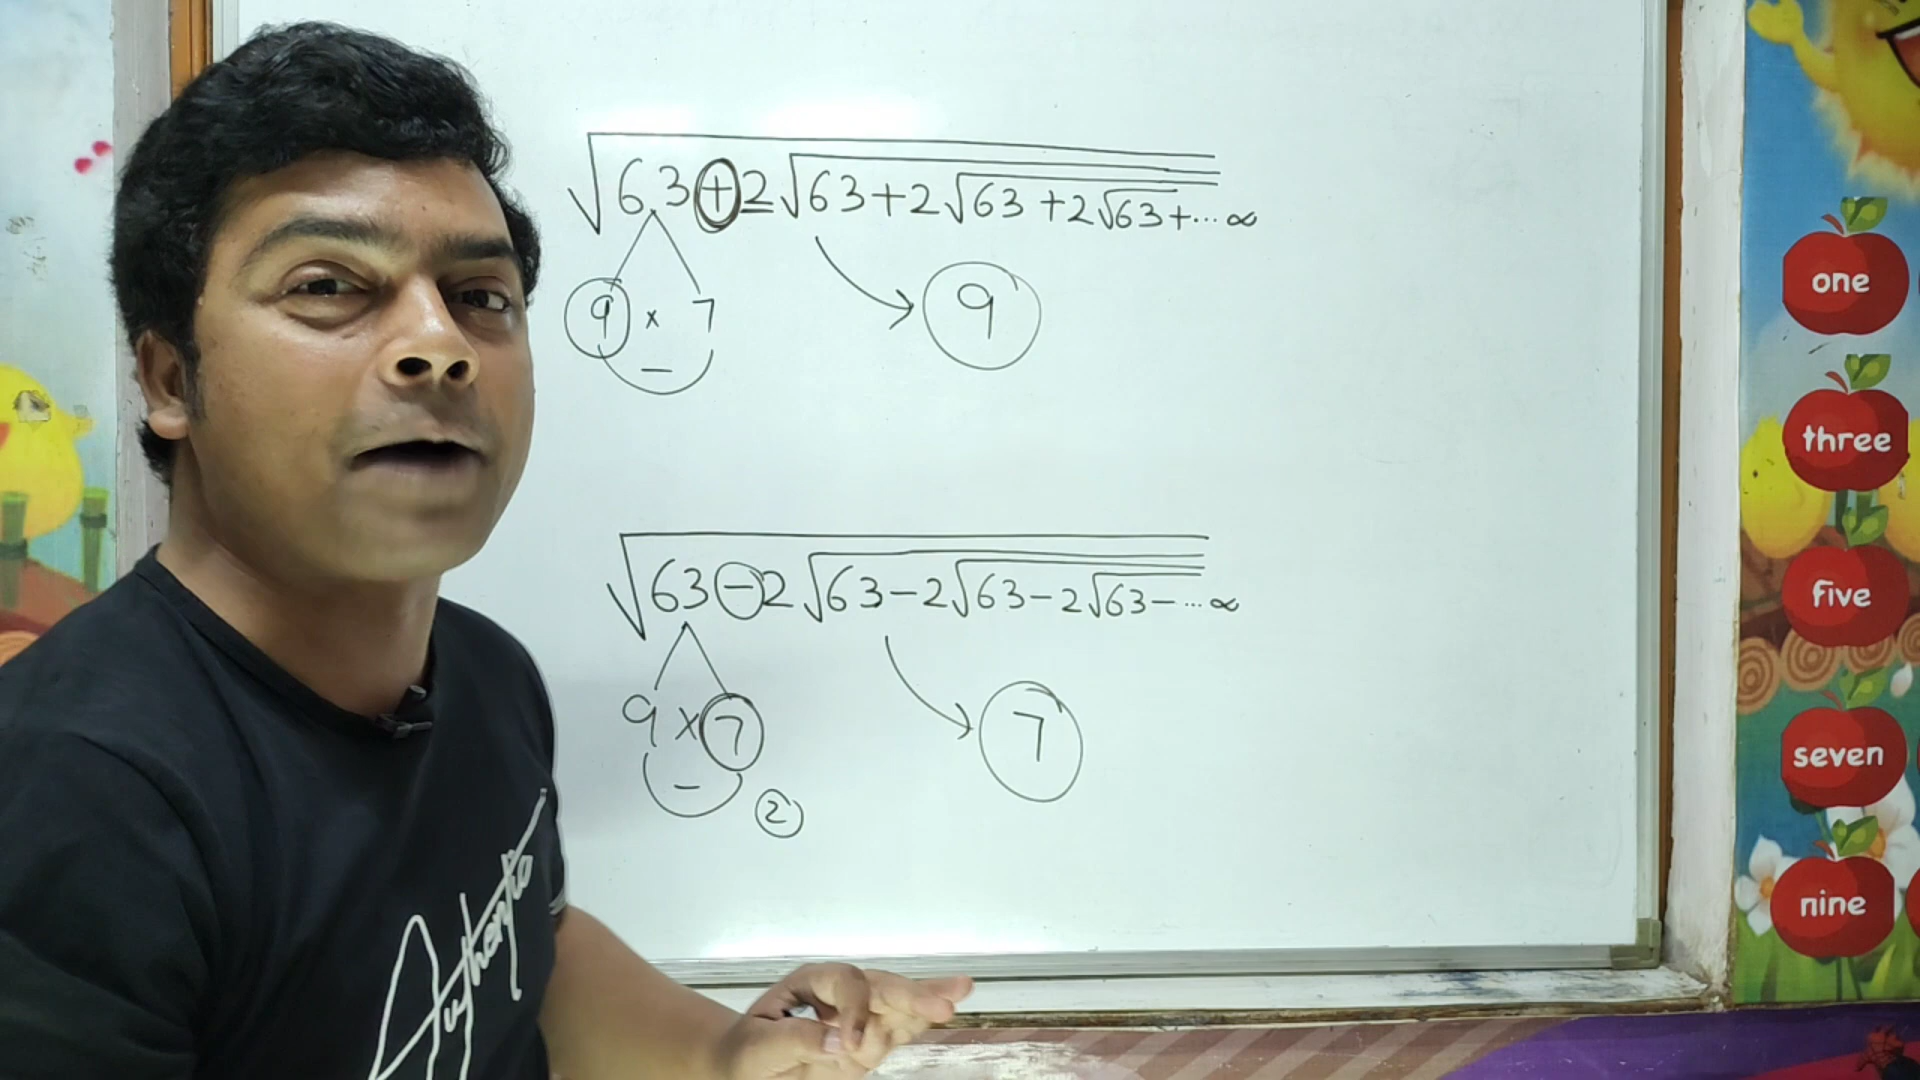 √63+2√63+2√63+2√63+...∞
9 × 7
−
9
√63−2√63−2√63−2√63−...∞
9 × 7
−
2
7
Authentic
one
three
five
seven
nine